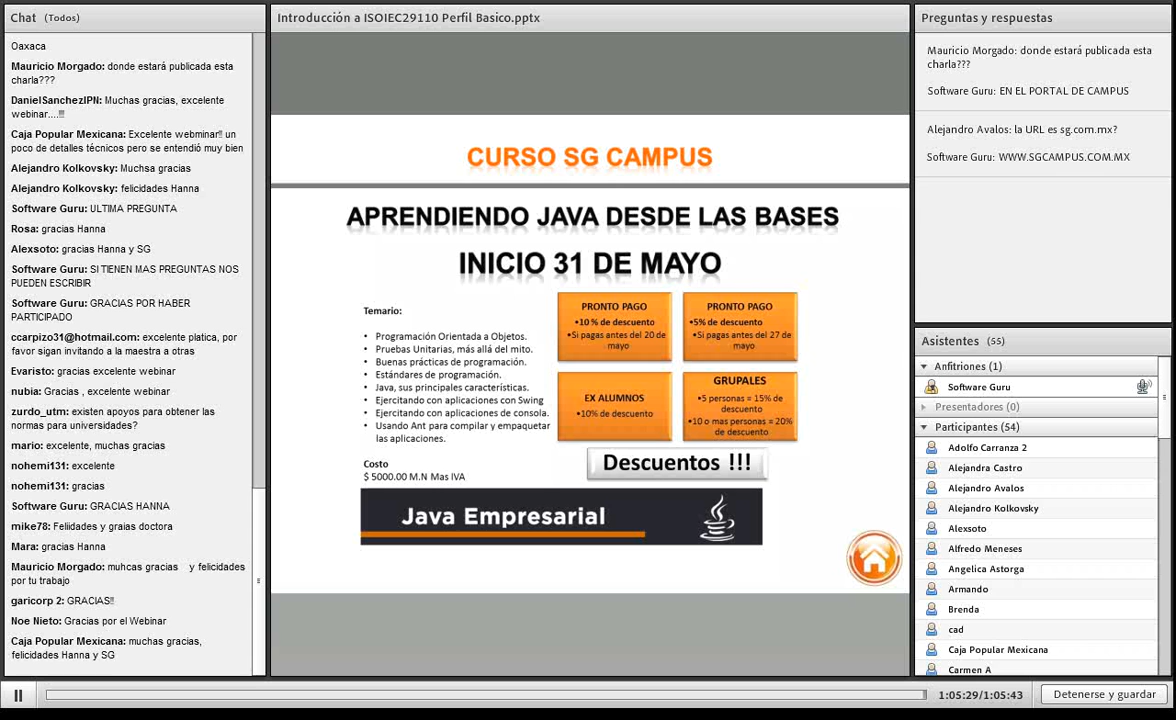 Chat (Todos)
Oaxaca
Mauricio Morgado: donde estará publicada esta
charla???
DanielSanchezIPN: Muchas gracias, excelente
webinar....!!!
Caja Popular Mexicana: Excelente webminar!! un
poco de detalles técnicos pero se entendió muy bien
Alejandro Kolkovsky: Muchsa gracias
Alejandro Kolkovsky: felicidades Hanna
Software Guru: ULTIMA PREGUNTA
Rosa: gracias Hanna
Alexsoto: gracias Hanna y SG
Software Guru: SI TIENEN MAS PREGUNTAS NOS
PUEDEN ESCRIBIR
Software Guru: GRACIAS POR HABER
PARTICIPADO
ccarpizo31@hotmail.com: excelente platica, por
favor sigan invitando a la maestra a otras
Evaristo: gracias excelente webinar
nubia: Gracias , excelente webinar
zurdo_utm: existen apoyos para obtener las
normas para universidades?
mario: excelente, muchas gracias
nohemi131: excelente
nohemi131: gracias
Software Guru: GRACIAS HANNA
mike78: Feliidades y graias doctora
Mara: gracias Hanna
Mauricio Morgado: muhcas gracias y felicidades
por tu trabajo
garicorp 2: GRACIAS!!
Noe Nieto: Gracias por el Webinar
Caja Popular Mexicana: muchas gracias,
felicidades Hanna y SG
Introducción a ISOIEC29110 Perfil Basico.pptx
CURSO SG CAMPUS
APRENDIENDO JAVA DESDE LAS BASES
INICIO 31 DE MAYO
Temario:
• Programación Orientada a Objetos.
• Pruebas Unitarias, más allá del mito.
• Buenas prácticas de programación.
• Estándares de programación.
• Java, sus principales características.
• Ejercitando con aplicaciones con Swing
• Ejercitando con aplicaciones de consola.
• Usando Ant para compilar y empaquetar
las aplicaciones.
Costo
$ 5000.00 M.N Mas IVA
PRONTO PAGO
•10 % de descuento
•Si pagas antes del 20 de
mayo
PRONTO PAGO
•5% de descuento
•Si pagas antes del 27 de
mayo
EX ALUMNOS
•10% de descuento
GRUPALES
•5 personas = 15% de
descuento
•10 o mas personas = 20%
de descuento
Descuentos !!!
Java Empresarial
Preguntas y respuestas
Mauricio Morgado: donde estará publicada esta
charla???
Software Guru: EN EL PORTAL DE CAMPUS
Alejandro Avalos: la URL es sg.com.mx?
Software Guru: WWW.SGCAMPUS.COM.MX
Asistentes (55)
Anfitriones (1)
Software Guru
Presentadores (0)
Participantes (54)
Adolfo Carranza 2
Alejandra Castro
Alejandro Avalos
Alejandro Kolkovsky
Alexsoto
Alfredo Meneses
Angelica Astorga
Armando
Brenda
cad
Caja Popular Mexicana
Carmen A
1:05:29/1:05:43
Detenerse y guardar